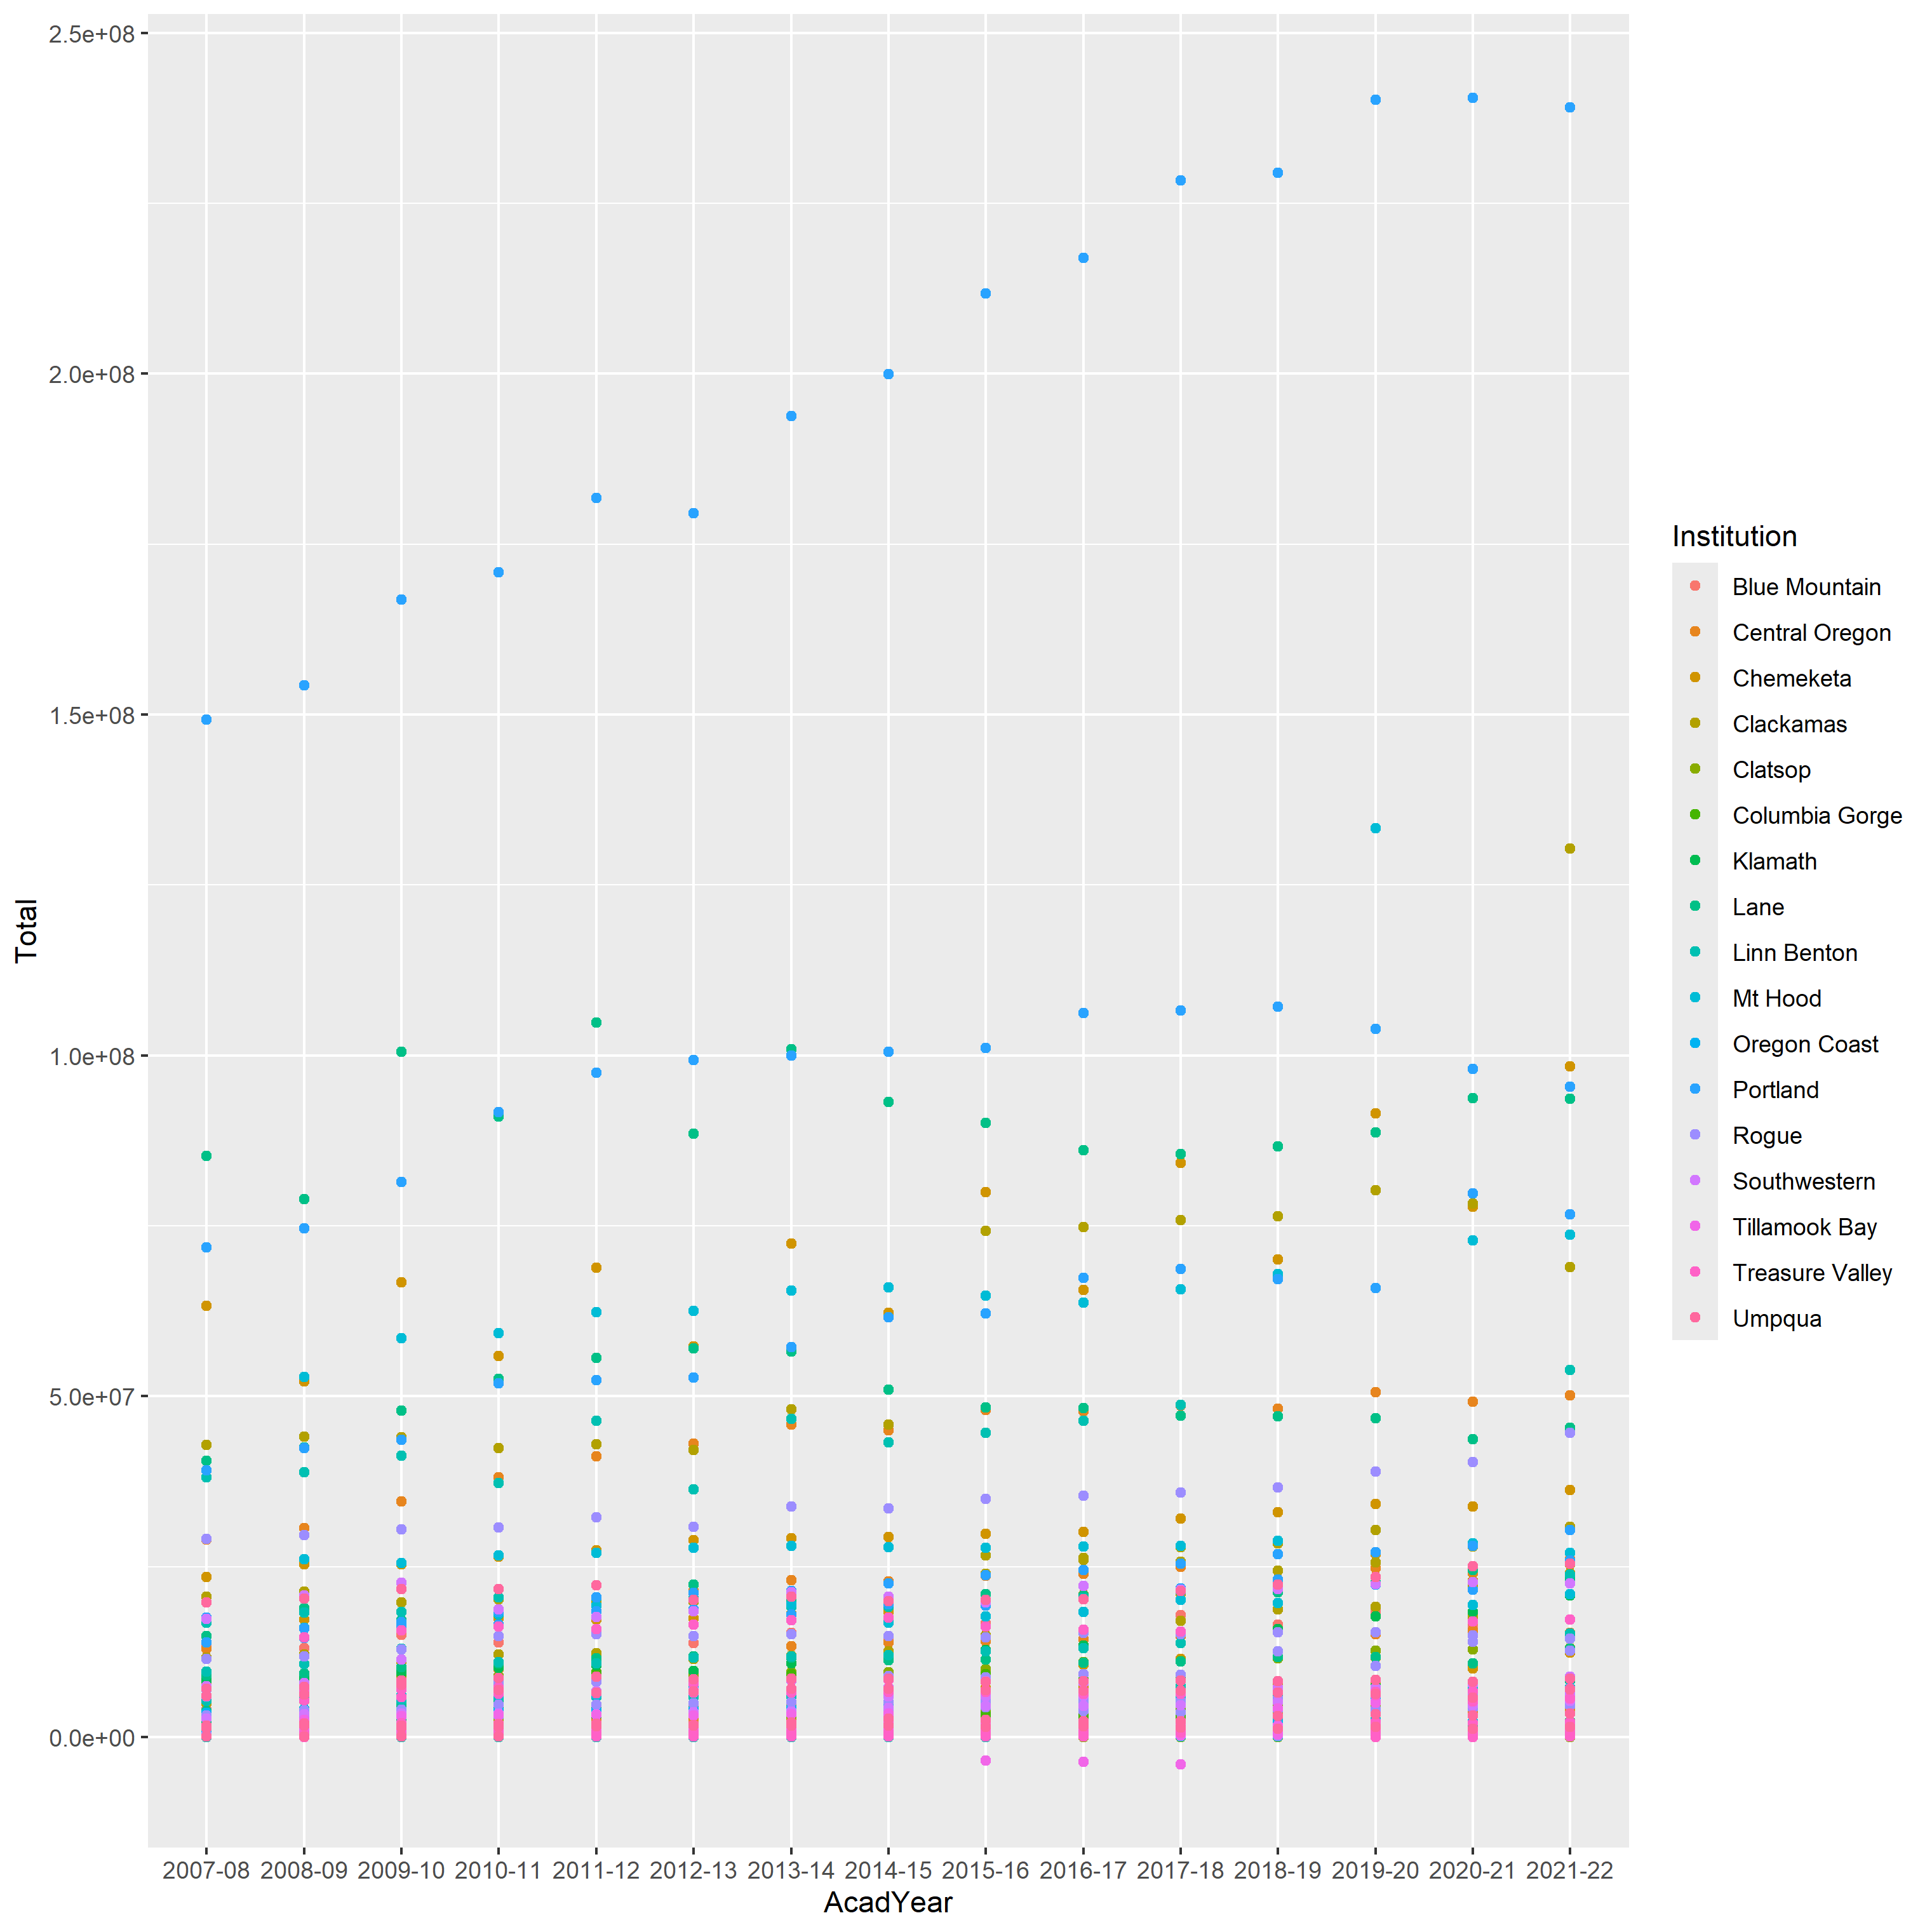 2.5e+08
2.0e+08
1.5e+08
1.0e+08
5.0e+07
0.0e+00
Total
2007-08 2008-09 2009-10 2010-11 2011-12 2012-13 2013-14 2014-15 2015-16 2016-17 2017-18 2018-19 2019-20 2020-21 2021-22
AcadYear
Institution
Blue Mountain
Central Oregon
Chemeketa
Clackamas
Clatsop
Columbia Gorge
Klamath
Lane
Linn Benton
Mt Hood
Oregon Coast
Portland
Rogue
Southwestern
Tillamook Bay
Treasure Valley
Umpqua